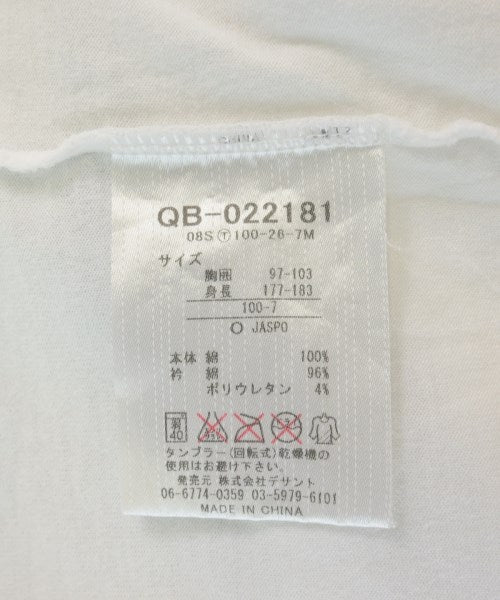 QB-022181
08S Ⓣ 100-26-7M
サイズ
胸囲 97-103
身長 177-183
100-7
○ JASPO
本体 綿 100%
衿 綿 96%
ポリウレタン 4%
40
タンブラー(回転式)乾燥機の
使用はお避け下さい。
発売元 株式会社デサント
06-6774-0359 03-5979-6101
MADE IN CHINA